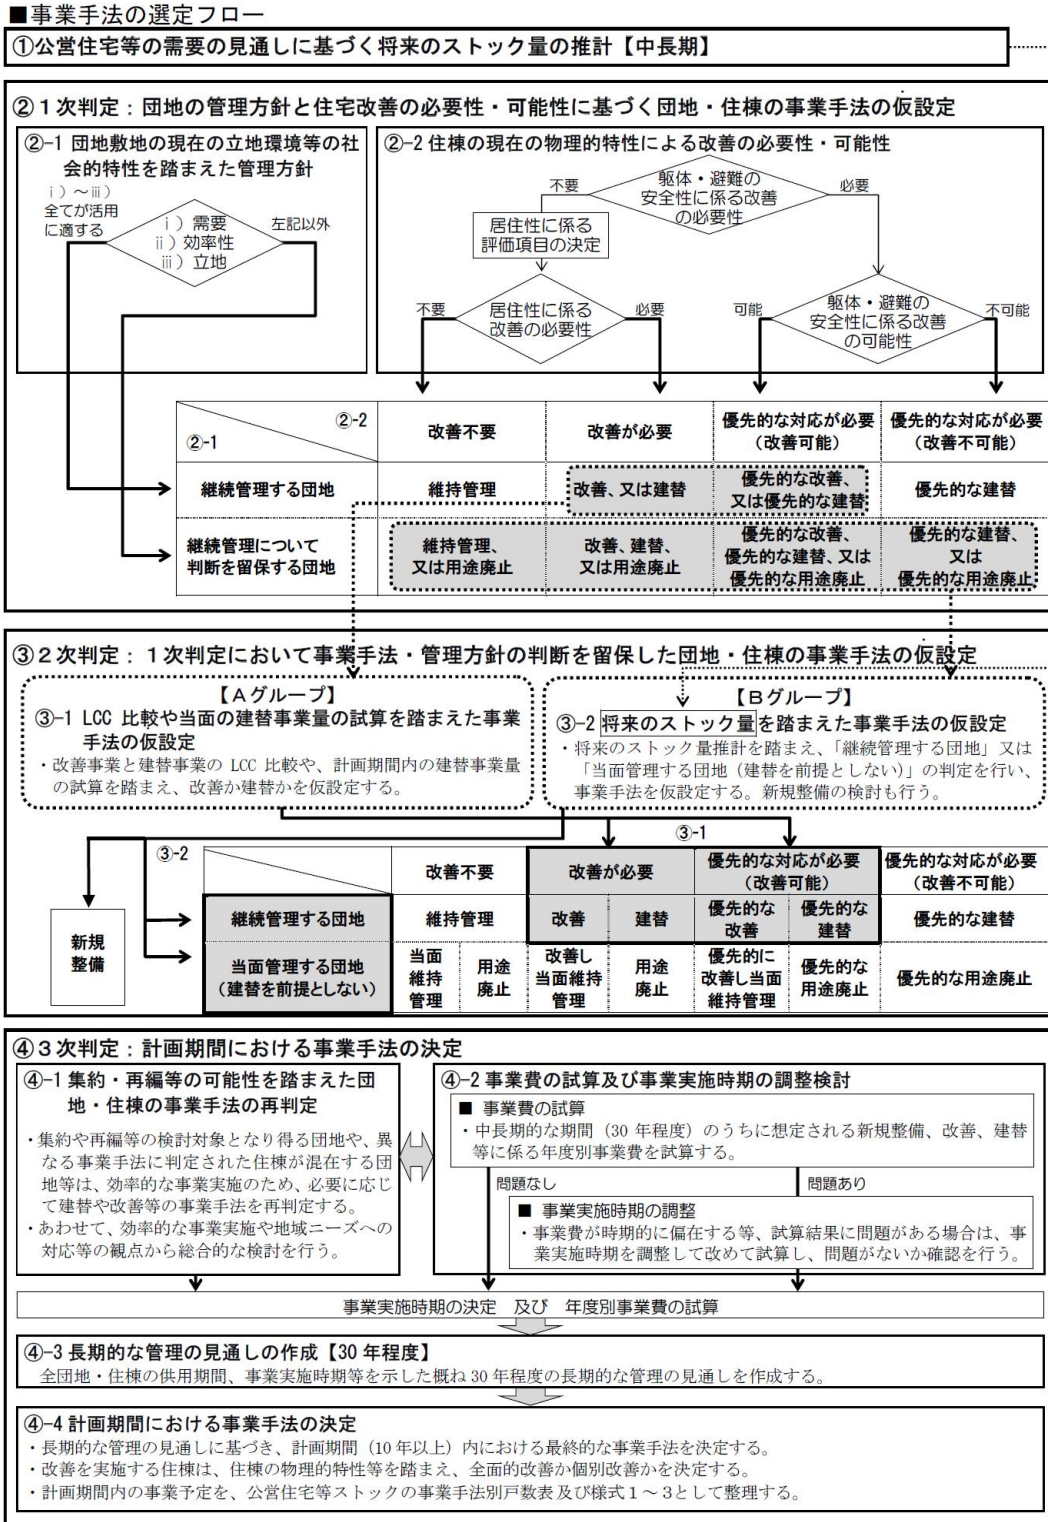 ■事業手法の選定フロー
①公営住宅等の需要の見通しに基づく将来のストック量の推計【中長期】
②１次判定：団地の管理方針と住宅改善の必要性・可能性に基づく団地・住棟の事業手法の仮設定
②-1 団地敷地の現在の立地環境等の社
会的特性を踏まえた管理方針
ⅰ）～ⅲ）
全てが活用
に適する
ⅰ）需要
ⅱ）効率性
ⅲ）立地
左記以外
②-2 住棟の現在の物理的特性による改善の必要性・可能性
不要
躯体・避難の
安全性に係る改善
の必要性
必要
居住性に係る
評価項目の決定
不要
居住性に係る
改善の必要性
必要
可能
躯体・避難の
安全性に係る改善
の可能性
不可能
②-2
②-1
改善不要
改善が必要
優先的な対応が必要
（改善可能）
優先的な対応が必要
（改善不可能）
継続管理する団地
維持管理
改善、又は建替
優先的な改善、
又は優先的な建替
優先的な建替
継続管理について
判断を留保する団地
維持管理、
又は用途廃止
改善、建替、
又は用途廃止
優先的な改善、
優先的な建替、又は
優先的な用途廃止
優先的な建替、
又は
優先的な用途廃止
③２次判定：１次判定において事業手法・管理方針の判断を留保した団地・住棟の事業手法の仮設定
【Ａグループ】
③-1 LCC 比較や当面の建替事業量の試算を踏まえた事業
手法の仮設定
・改善事業と建替事業の LCC 比較や、計画期間内の建替事業量
の試算を踏まえ、改善か建替かを仮設定する。
【Ｂグループ】
③-2 将来のストック量を踏まえた事業手法の仮設定
・将来のストック量推計を踏まえ、「継続管理する団地」又は
「当面管理する団地（建替を前提としない）」の判定を行い、
事業手法を仮設定する。新規整備の検討も行う。
③-2
③-1
新規
整備
改善不要
改善が必要
優先的な対応が必要
（改善可能）
優先的な対応が必要
（改善不可能）
継続管理する団地
維持管理
改善
建替
優先的な
改善
優先的な
建替
優先的な建替
当面管理する団地
（建替を前提としない）
当面
維持
管理
用途
廃止
改善し
当面維持
管理
用途
廃止
優先的に
改善し当面
維持管理
優先的な
用途廃止
優先的な用途廃止
④３次判定：計画期間における事業手法の決定
④-1 集約・再編等の可能性を踏まえた団
地・住棟の事業手法の再判定
・集約や再編等の検討対象となり得る団地や、異
なる事業手法に判定された住棟が混在する団
地等は、効率的な事業実施のため、必要に応じ
て建替や改善等の事業手法を再判定する。
・あわせて、効率的な事業実施や地域ニーズへの
対応等の観点から総合的な検討を行う。
④-2 事業費の試算及び事業実施時期の調整検討
■ 事業費の試算
・中長期的な期間（30 年程度）のうちに想定される新規整備、改善、建替
等に係る年度別事業費を試算する。
問題なし
問題あり
■ 事業実施時期の調整
・事業費が時期的に偏在する等、試算結果に問題がある場合は、事
業実施時期を調整して改めて試算し、問題がないか確認を行う。
事業実施時期の決定　及び　年度別事業費の試算
④-3 長期的な管理の見通しの作成【30 年程度】
全団地・住棟の供用期間、事業実施時期等を示した概ね 30 年程度の長期的な管理の見通しを作成する。
④-4 計画期間における事業手法の決定
・長期的な管理の見通しに基づき、計画期間（10 年以上）内における最終的な事業手法を決定する。
・改善を実施する住棟は、住棟の物理的特性等を踏まえ、全面的改善か個別改善かを決定する。
・計画期間内の事業予定を、公営住宅等ストックの事業手法別戸数表及び様式１～３として整理する。